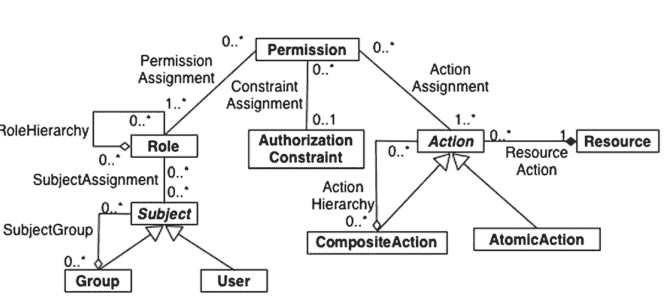 0..* Permission 0..*
Permission
Assignment
0..*
Constraint
Assignment
Action
Assignment
1..*
0..*
RoleHierarchy
0..*
Role
0..1
Authorization
Constraint
1..*
Action
0..*
1
Resource
0..*
Resource
Action
0..*
SubjectAssignment
0..*
Action
Hierarchy
0..*
0..*
Subject
SubjectGroup
CompositeAction
AtomicAction
0..*
Group
User